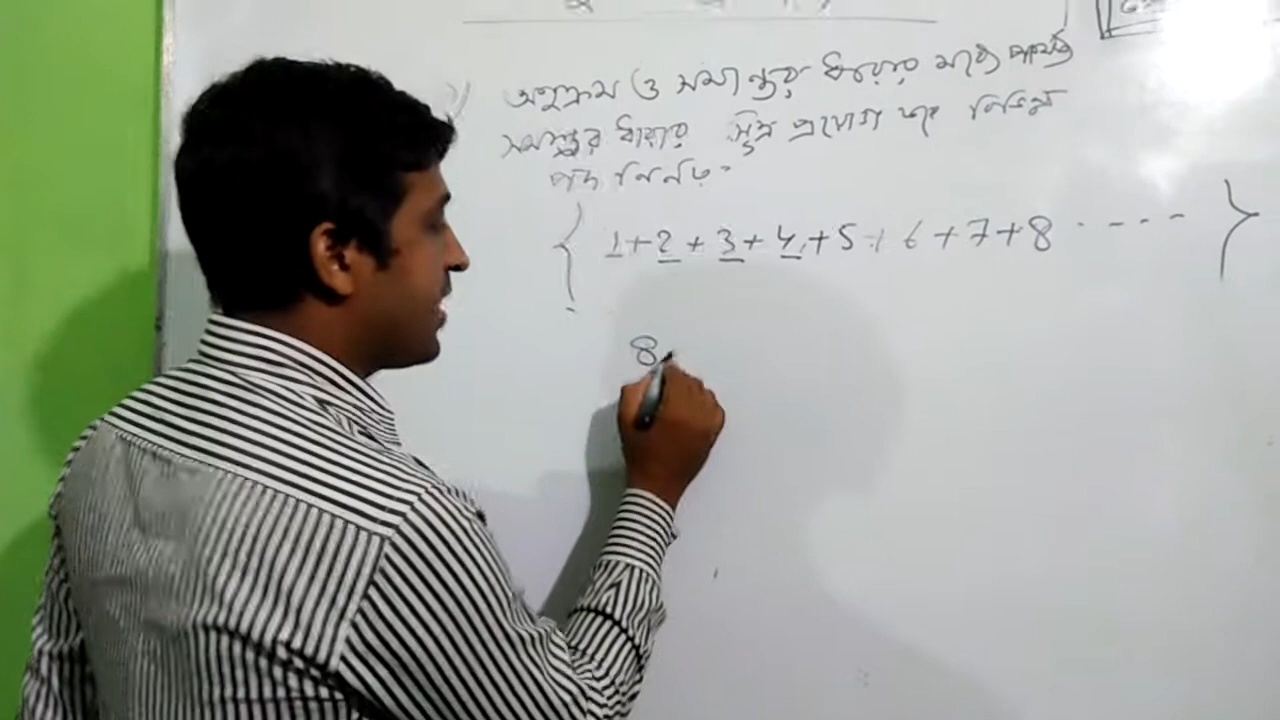 অনুক্রম ও সমান্তর ধারার মধ্যে পার্থক্য
সমান্তর ধারার সূত্র প্রয়োগ করে বিভিন্ন
পদ নির্ণয়।
{ 1+2+3+4+5+6+7+8 ---- }
8